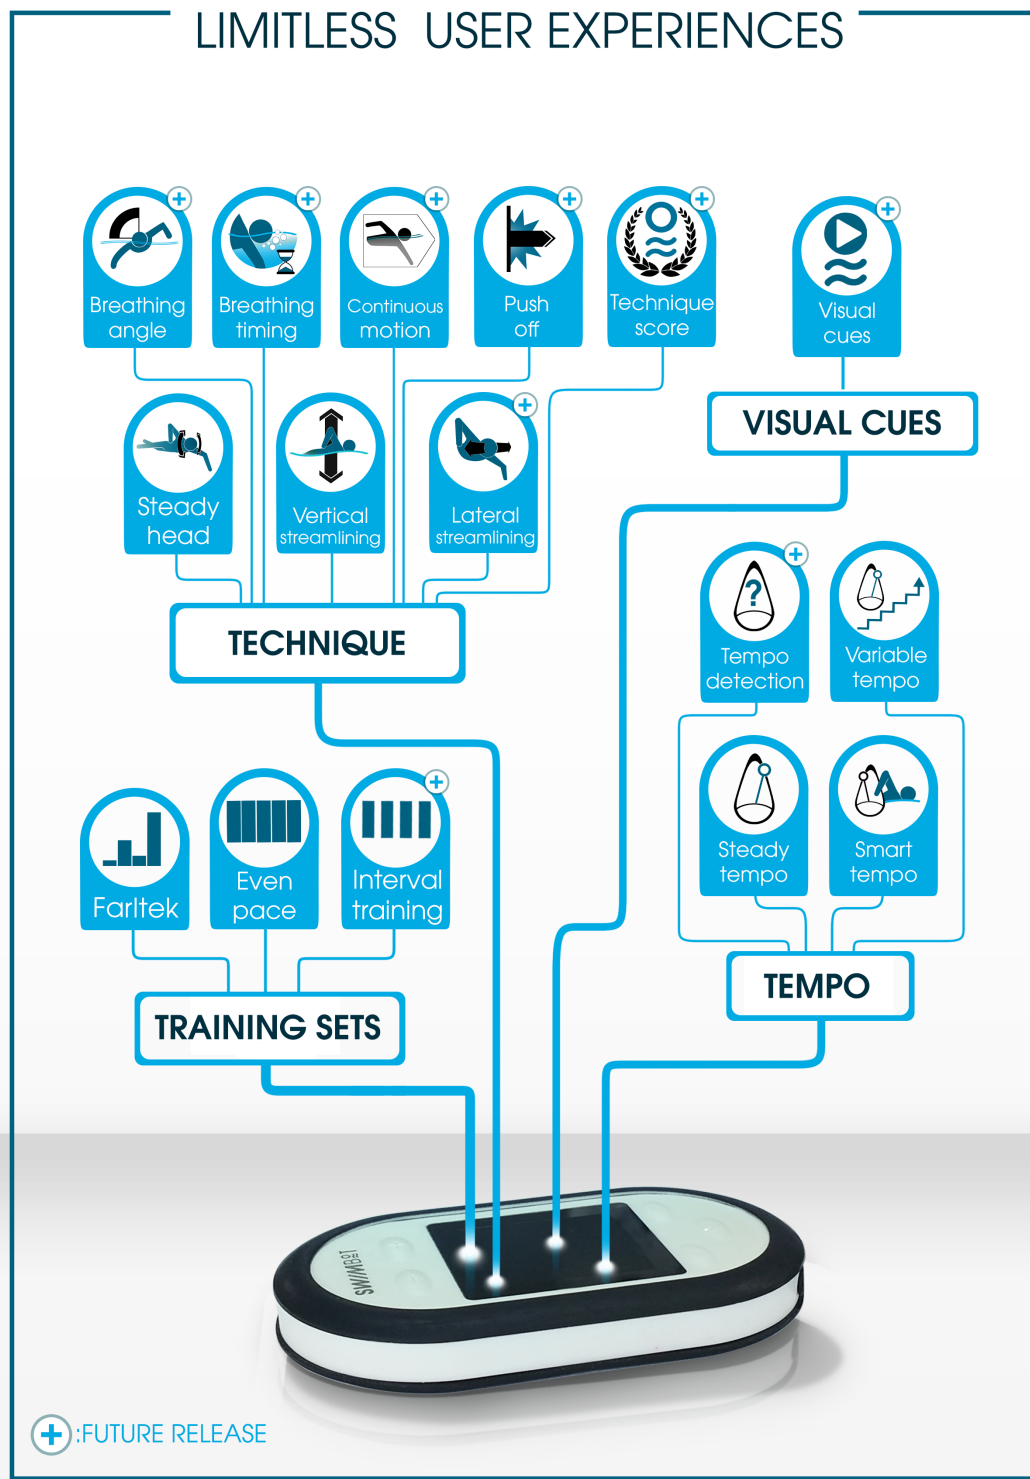 LIMITLESS USER EXPERIENCES
Breathing
angle
Breathing
timing
Continuous
motion
Push
off
Technique
score
Visual
cues
VISUAL CUES
Steady
head
Vertical
streamlining
Lateral
streamlining
TECHNIQUE
Tempo
detection
?
Variable
tempo
Steady
tempo
Smart
tempo
TEMPO
Farltek
Even
pace
Interval
training
TRAINING SETS
SWIMBOT
+:FUTURE RELEASE